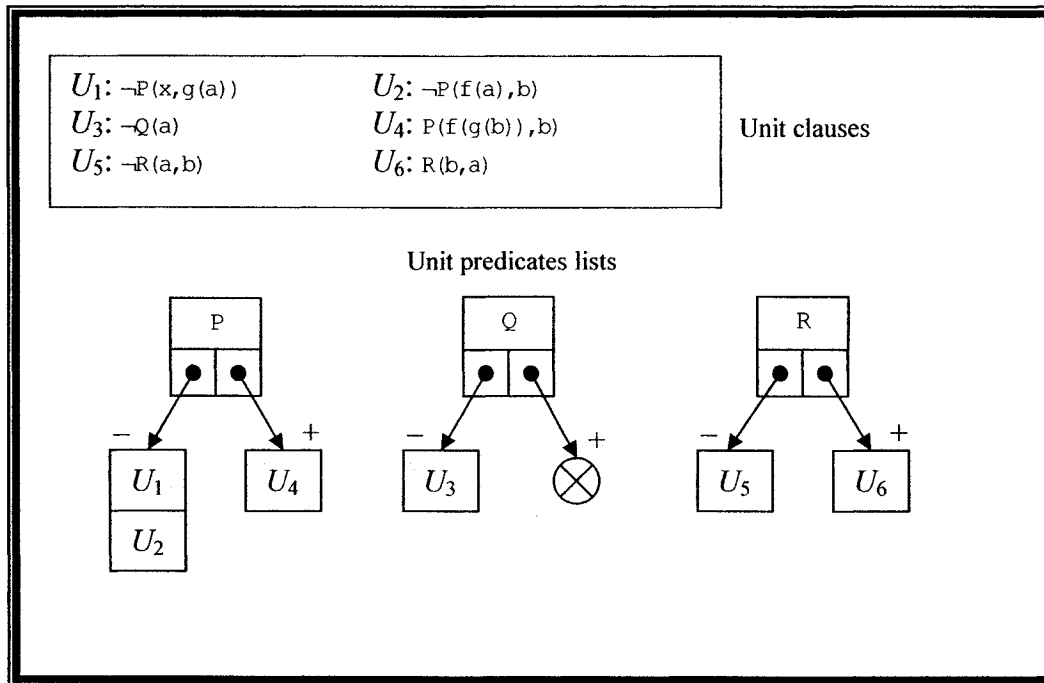 U₁: ¬P(x,g(a)) U₂: ¬P(f(a),b)
U₃: ¬Q(a) U₄: P(f(g(b)),b)
U₅: ¬R(a,b) U₆: R(b,a)
Unit clauses
Unit predicates lists
P Q R
− + − + − +
U₁ U₄ U₃ U₅ U₆
U₂